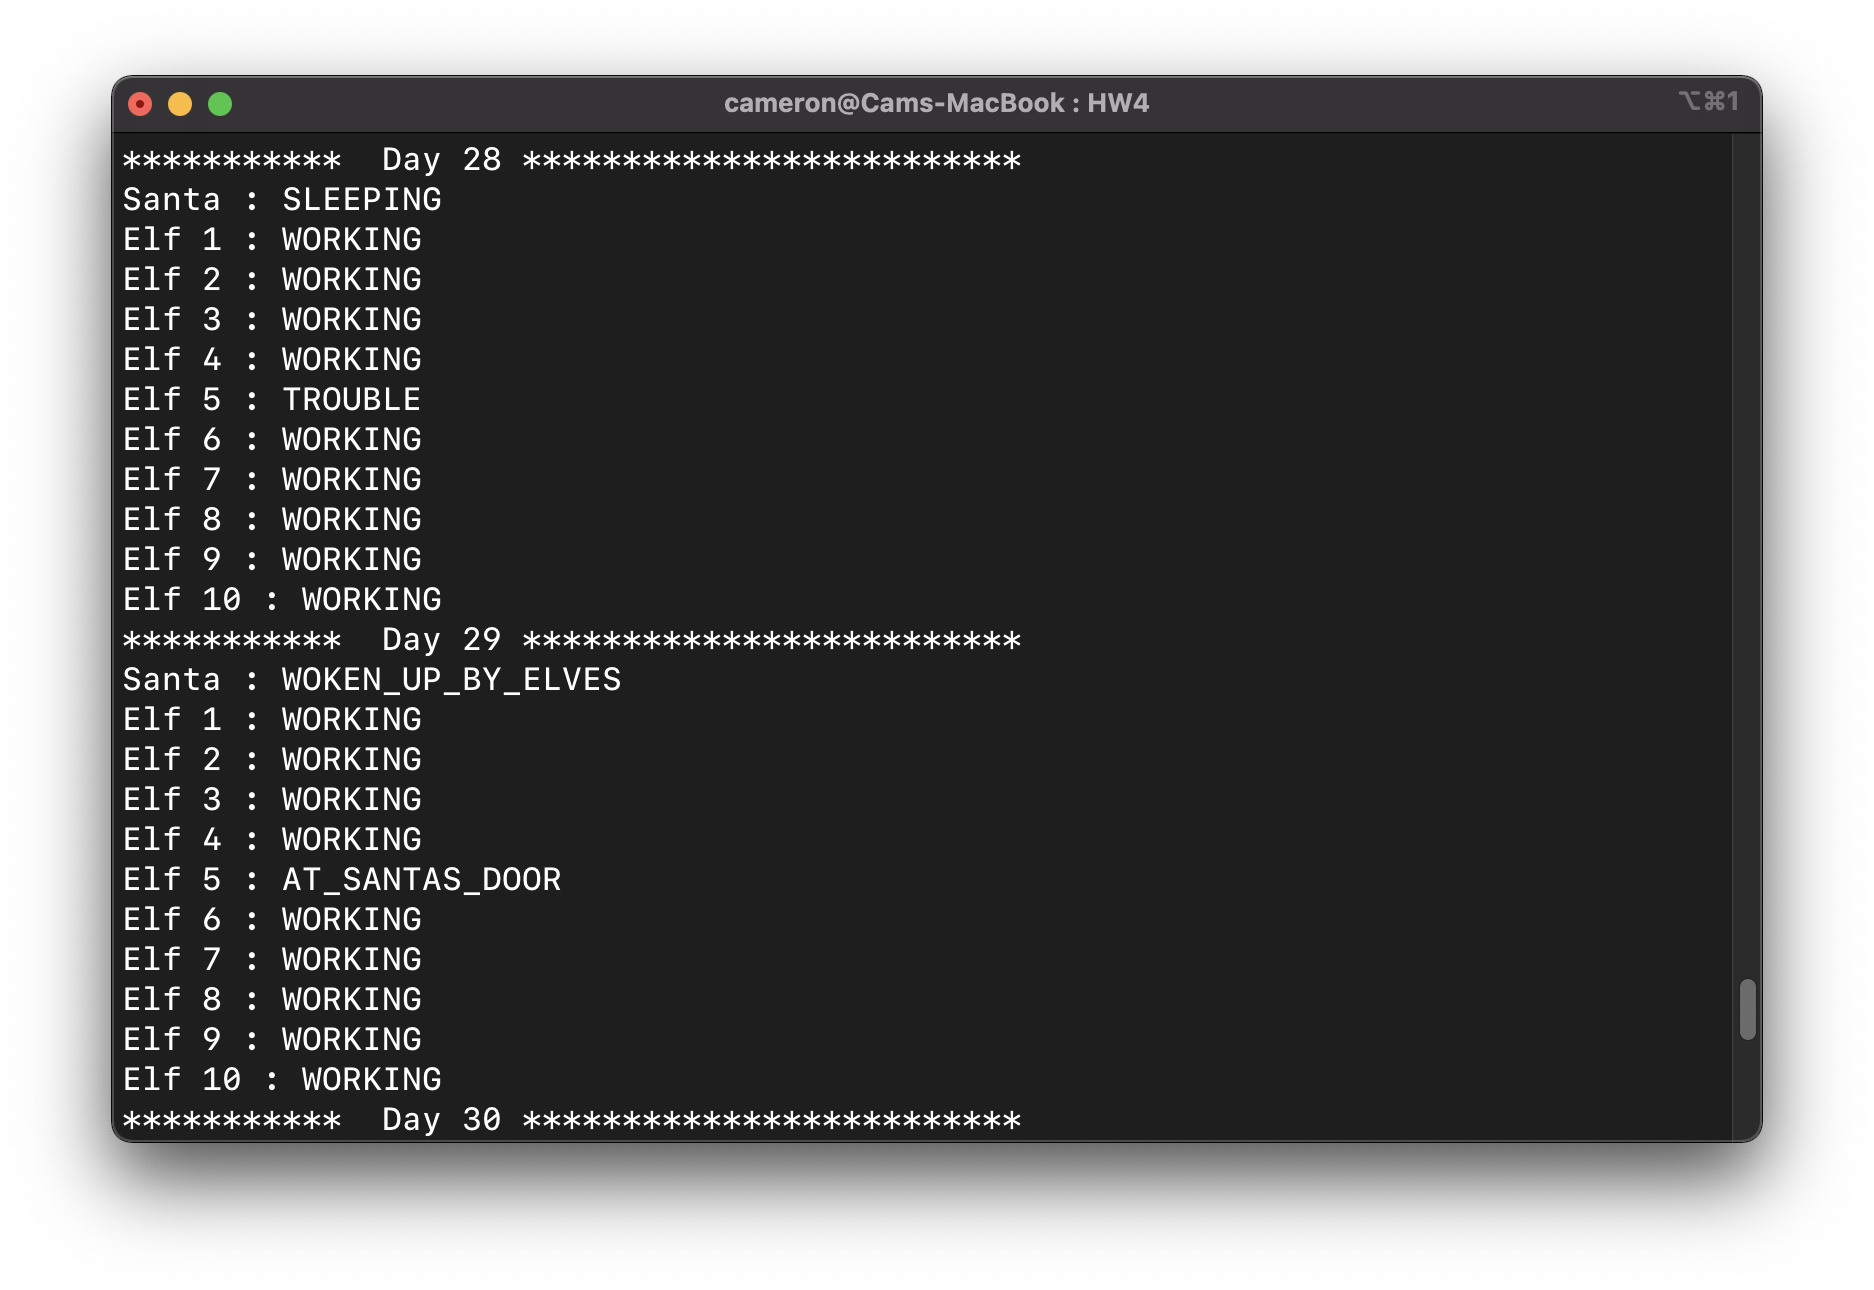 cameron@Cams-MacBook : HW4
⌥⌘1
***********  Day 28 *************************
Santa : SLEEPING
Elf 1 : WORKING
Elf 2 : WORKING
Elf 3 : WORKING
Elf 4 : WORKING
Elf 5 : TROUBLE
Elf 6 : WORKING
Elf 7 : WORKING
Elf 8 : WORKING
Elf 9 : WORKING
Elf 10 : WORKING
***********  Day 29 *************************
Santa : WOKEN_UP_BY_ELVES
Elf 1 : WORKING
Elf 2 : WORKING
Elf 3 : WORKING
Elf 4 : WORKING
Elf 5 : AT_SANTAS_DOOR
Elf 6 : WORKING
Elf 7 : WORKING
Elf 8 : WORKING
Elf 9 : WORKING
Elf 10 : WORKING
***********  Day 30 *************************